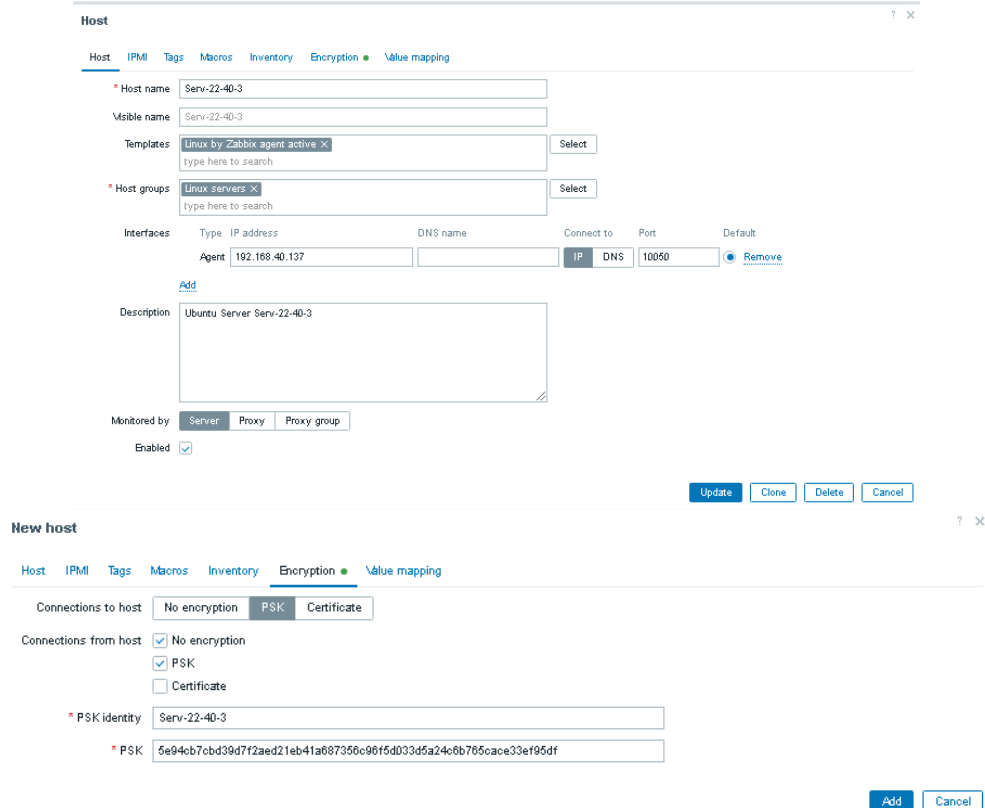 Host
? ×
Host IPMI Tags Macros Inventory Encryption Value mapping
* Host name Serv-22-40-3
Visible name Serv-22-40-3
Templates Linux by Zabbix agent active × Select
type here to search
* Host groups Linux servers × Select
type here to search
Interfaces Type IP address DNS name Connect to Port Default
Agent 192.168.40.137 IP DNS 10050 Remove
Add
Description Ubuntu Server Serv-22-40-3
Monitored by Server Proxy Proxy group
Enabled
Update Clone Delete Cancel
New host
? ×
Host IPMI Tags Macros Inventory Encryption Value mapping
Connections to host No encryption PSK Certificate
Connections from host No encryption
PSK
Certificate
* PSK identity Serv-22-40-3
* PSK 5e94cb7cbd39d7f2aed21eb41a687356c96f5d033d5a24c6b765cace33ef95df
Add Cancel